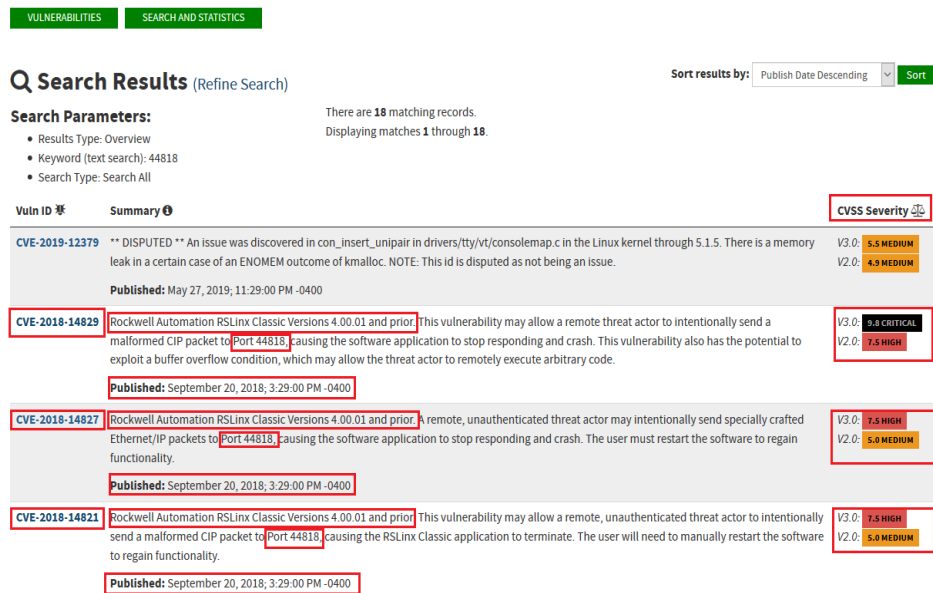 VULNERABILITIES SEARCH AND STATISTICS
Search Results (Refine Search)
Sort results by: Publish Date Descending Sort
Search Parameters:
• Results Type: Overview
• Keyword (text search): 44818
• Search Type: Search All
There are 18 matching records.
Displaying matches 1 through 18.
Vuln ID Summary CVSS Severity
CVE-2019-12379 ** DISPUTED ** An issue was discovered in con_insert_unipair in drivers/tty/vt/consolemap.c in the Linux kernel through 5.1.5. There is a memory V3.0: 5.5 MEDIUM
leak in a certain case of an ENOMEM outcome of kmalloc. NOTE: This id is disputed as not being an issue. V2.0: 4.9 MEDIUM
Published: May 27, 2019; 11:29:00 PM -0400
CVE-2018-14829 Rockwell Automation RSLinx Classic Versions 4.00.01 and prior. This vulnerability may allow a remote threat actor to intentionally send a V3.0: 9.8 CRITICAL
malformed CIP packet to Port 44818, causing the software application to stop responding and crash. This vulnerability also has the potential to V2.0: 7.5 HIGH
exploit a buffer overflow condition, which may allow the threat actor to remotely execute arbitrary code.
Published: September 20, 2018; 3:29:00 PM -0400
CVE-2018-14827 Rockwell Automation RSLinx Classic Versions 4.00.01 and prior. A remote, unauthenticated threat actor may intentionally send specially crafted V3.0: 7.5 HIGH
Ethernet/IP packets to Port 44818, causing the software application to stop responding and crash. The user must restart the software to regain V2.0: 5.0 MEDIUM
functionality.
Published: September 20, 2018; 3:29:00 PM -0400
CVE-2018-14821 Rockwell Automation RSLinx Classic Versions 4.00.01 and prior. This vulnerability may allow a remote, unauthenticated threat actor to intentionally V3.0: 7.5 HIGH
send a malformed CIP packet to Port 44818, causing the RSLinx Classic application to terminate. The user will need to manually restart the software V2.0: 5.0 MEDIUM
to regain functionality.
Published: September 20, 2018; 3:29:00 PM -0400